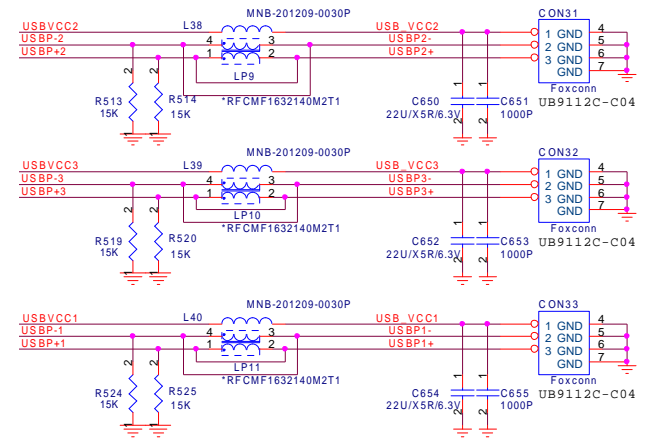 MNB-201209-0030P
CON31
USBVCC2 L38 USB_VCC2
USBP-2 4 3 USBP2-
USBP+2 1 2 USBP2+
1 GND 4
2 GND 5
3 GND 6
GND 7
LP9
*RFCMF1632140M2T1
2 2
R513 R514
15K 15K
1 1
1 1
C650 C651
22U/X5R/6.3V 1000P
2 2
Foxconn
UB9112C-C04
MNB-201209-0030P
CON32
USBVCC3 L39 USB_VCC3
USBP-3 4 3 USBP3-
USBP+3 1 2 USBP3+
1 GND 4
2 GND 5
3 GND 6
GND 7
LP10
*RFCMF1632140M2T1
2 2
R519 R520
15K 15K
1 1
1 1
C652 C653
22U/X5R/6.3V 1000P
2 2
Foxconn
UB9112C-C04
MNB-201209-0030P
CON33
USBVCC1 L40 USB_VCC1
USBP-1 4 3 USBP1-
USBP+1 1 2 USBP1+
1 GND 4
2 GND 5
3 GND 6
GND 7
LP11
*RFCMF1632140M2T1
2 2
R524 R525
15K 15K
1 1
1 1
C654 C655
22U/X5R/6.3V 1000P
2 2
Foxconn
UB9112C-C04